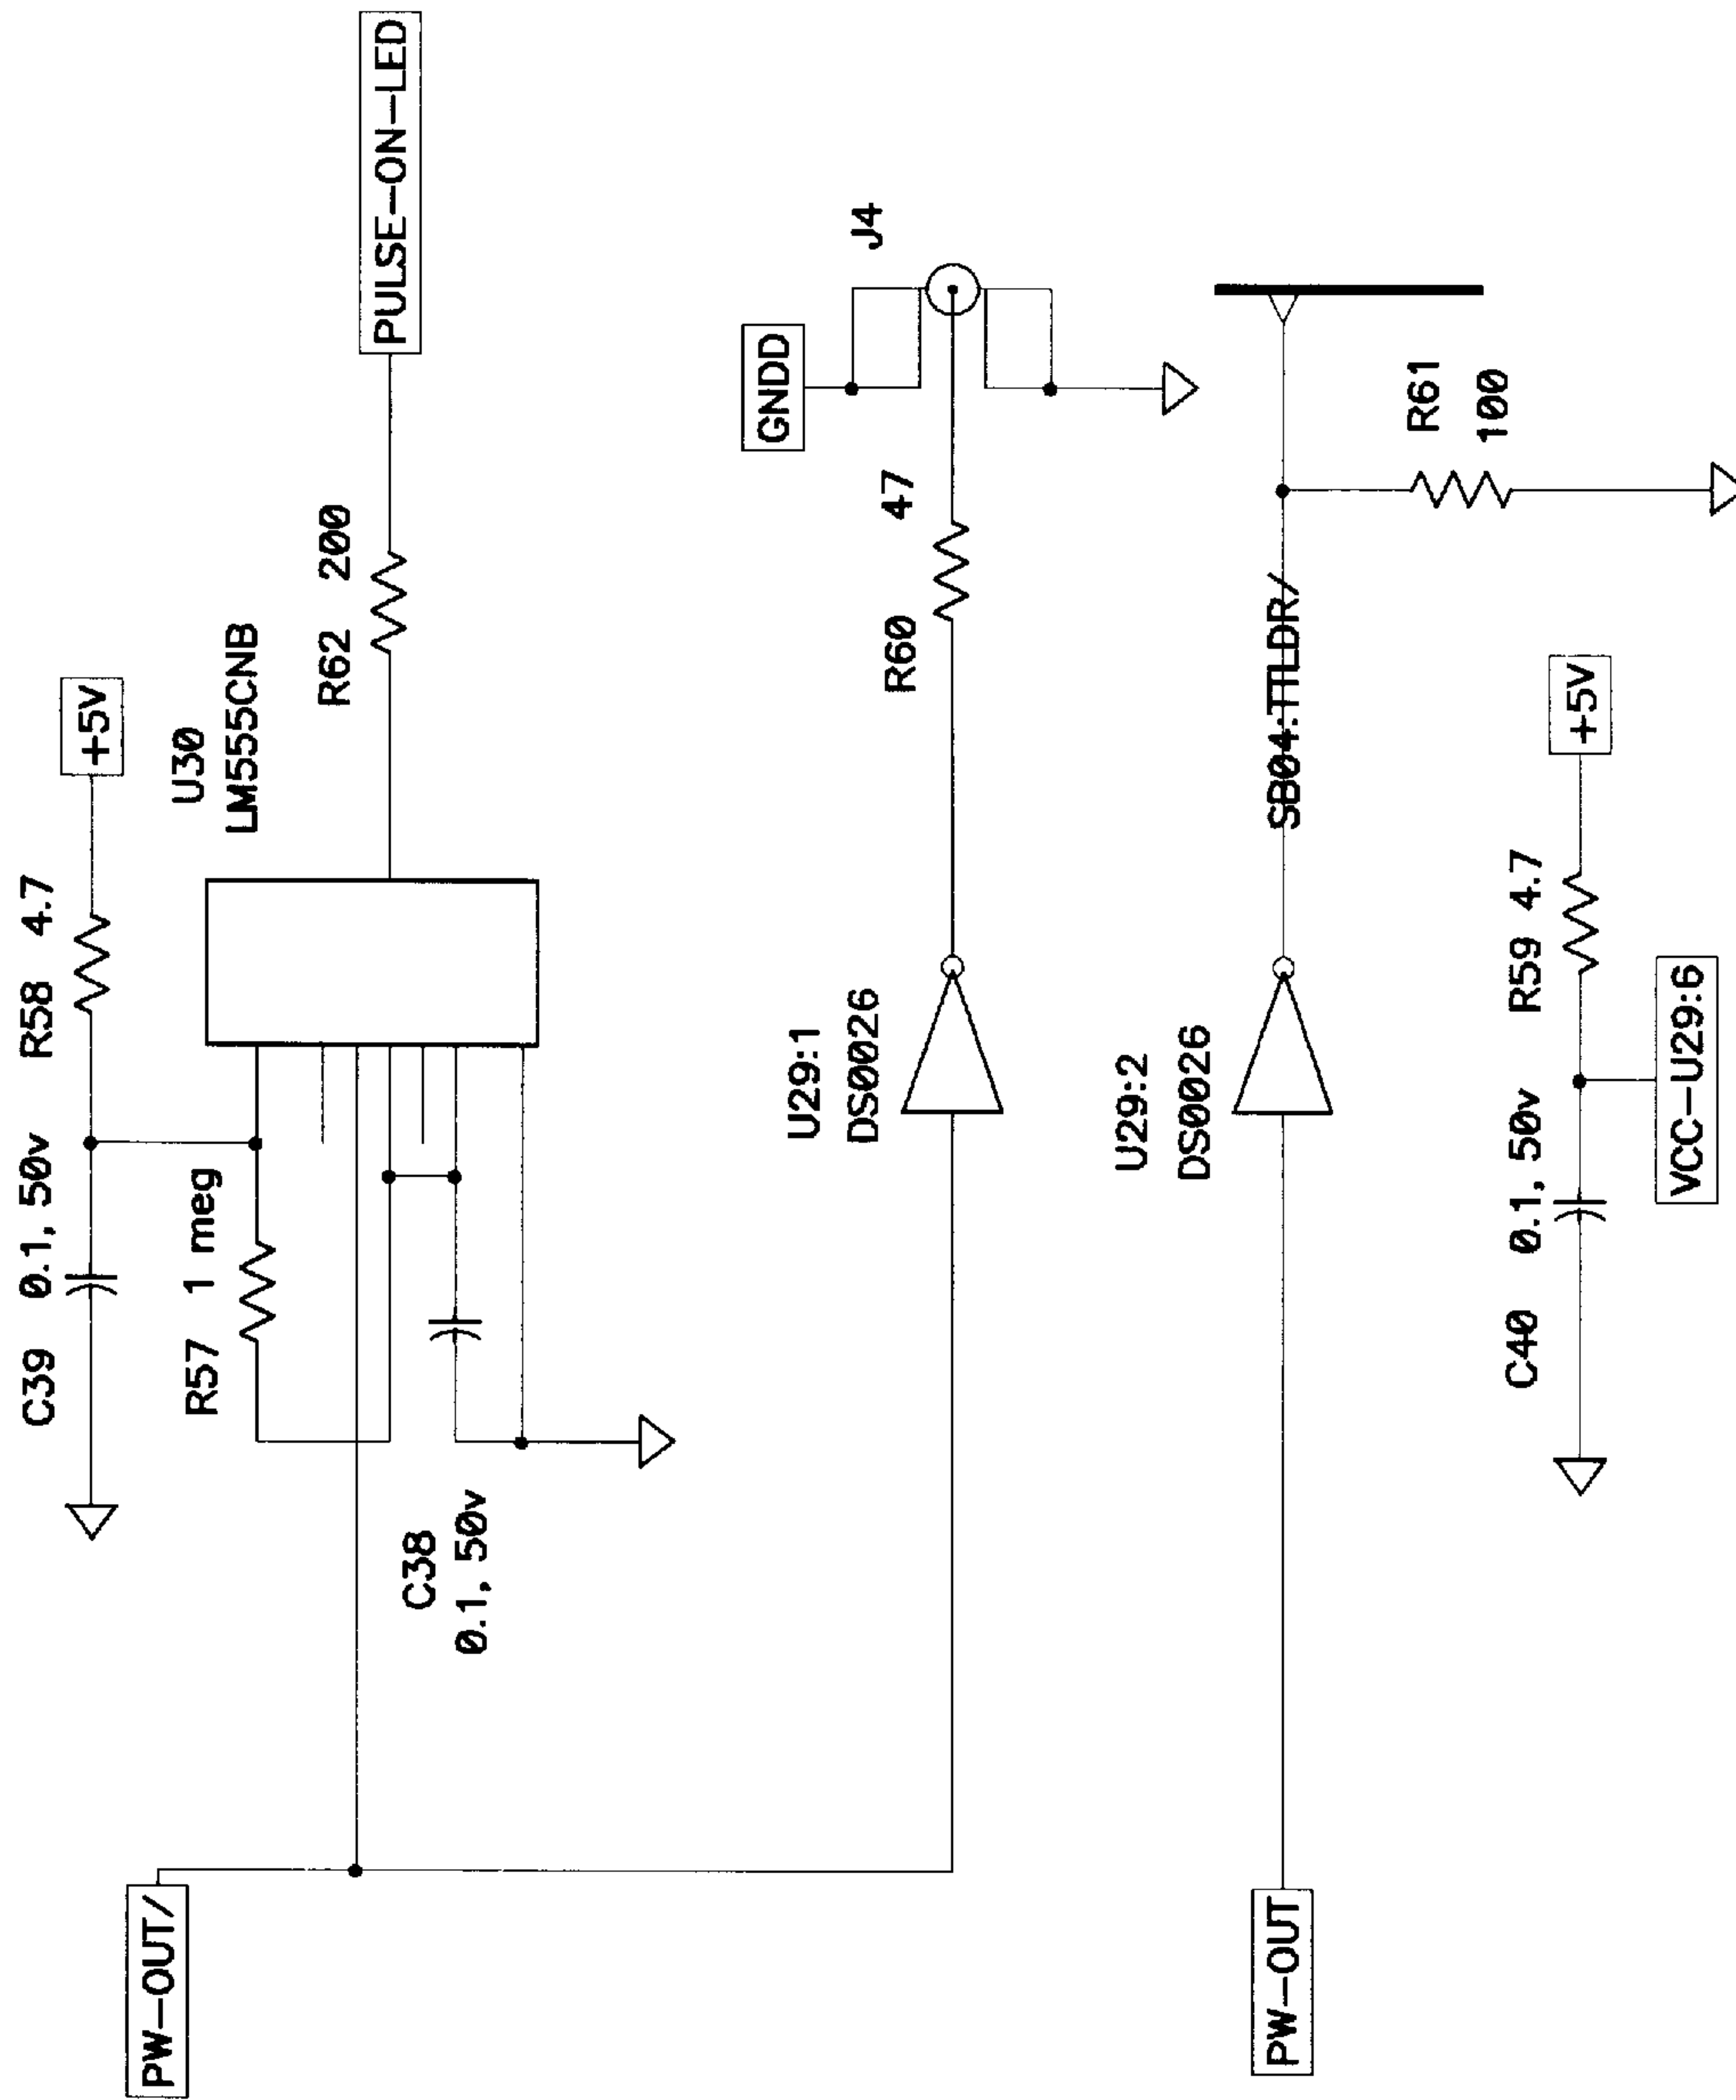 PW-OUT/
C39 0.1, 50v R58 4.7
+5V
R57 1 meg
U30
LM555CNB
R62 200
PULSE-ON-LED
C38
0.1, 50v
GNDD
J4
U29:1
DS0026
R60 47
U29:2
DS0026
PW-OUT
SB04:TTLDR/
R61
100
C40 0.1, 50v R59 4.7
+5V
VCC-U29:6